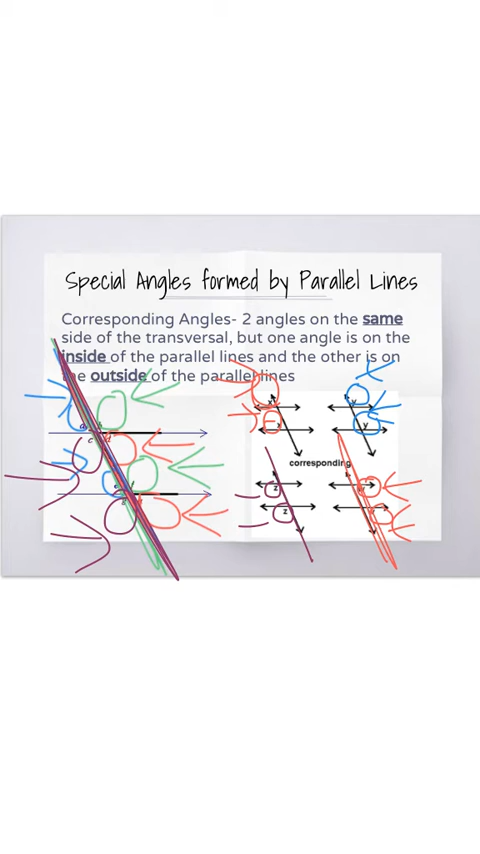 Special Angles formed by Parallel Lines
Corresponding Angles- 2 angles on the same
side of the transversal, but one angle is on the
inside of the parallel lines and the other is on
the outside of the parallel lines
a b
c d
e f
g
x
y
y
corresponding
z
z